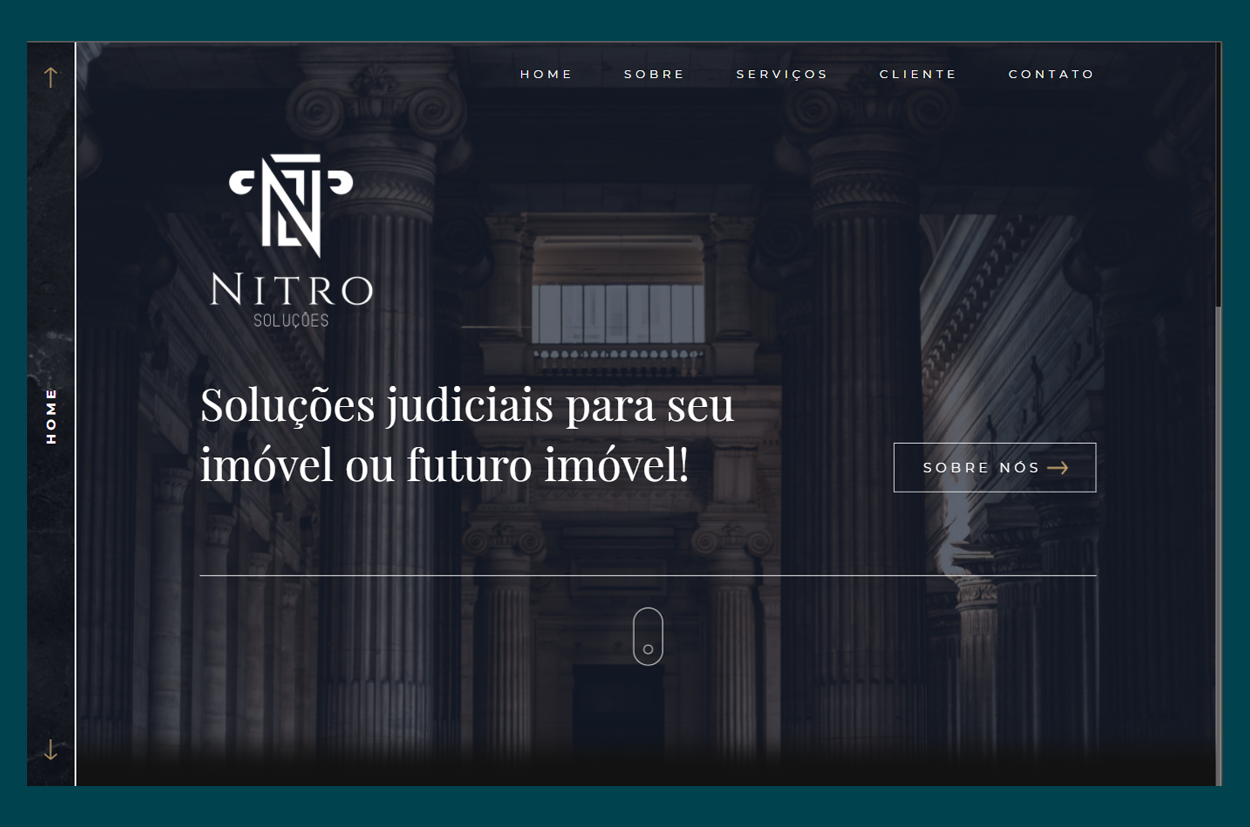 HOME SOBRE SERVIÇOS CLIENTE CONTATO
NITRO
SOLUÇÕES
HOME
Soluções judiciais para seu
imóvel ou futuro imóvel!
SOBRE NÓS